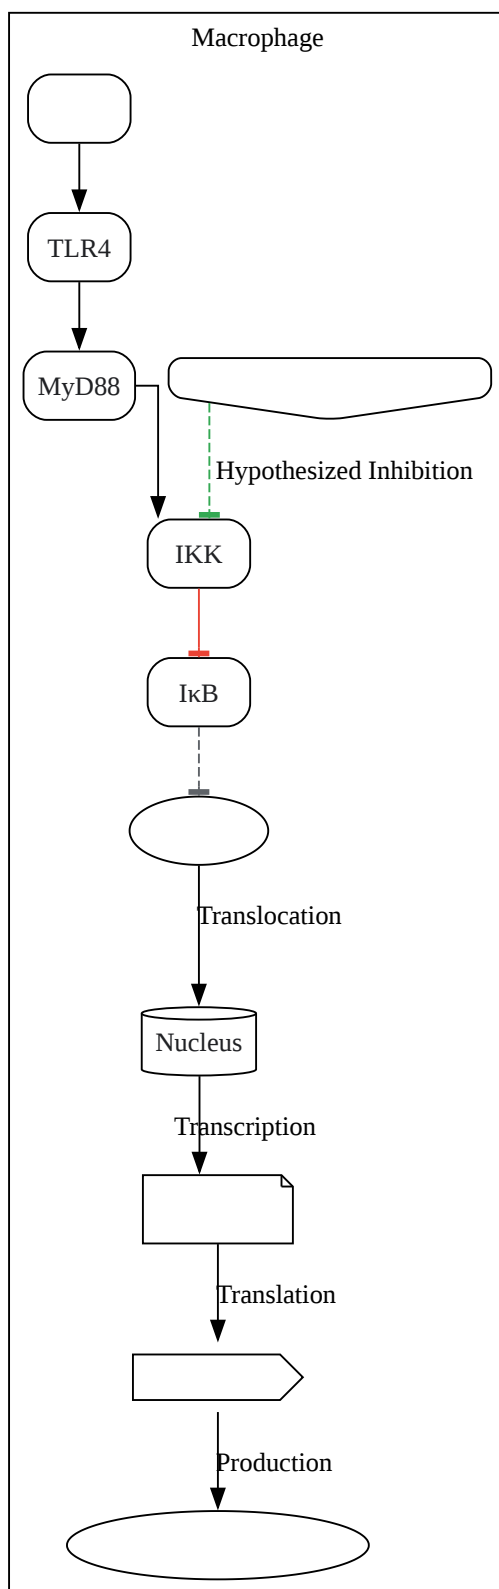 Macrophage
TLR4
MyD88
Hypothesized Inhibition
IKK
IκB
Translocation
Nucleus
Transcription
Translation
Production